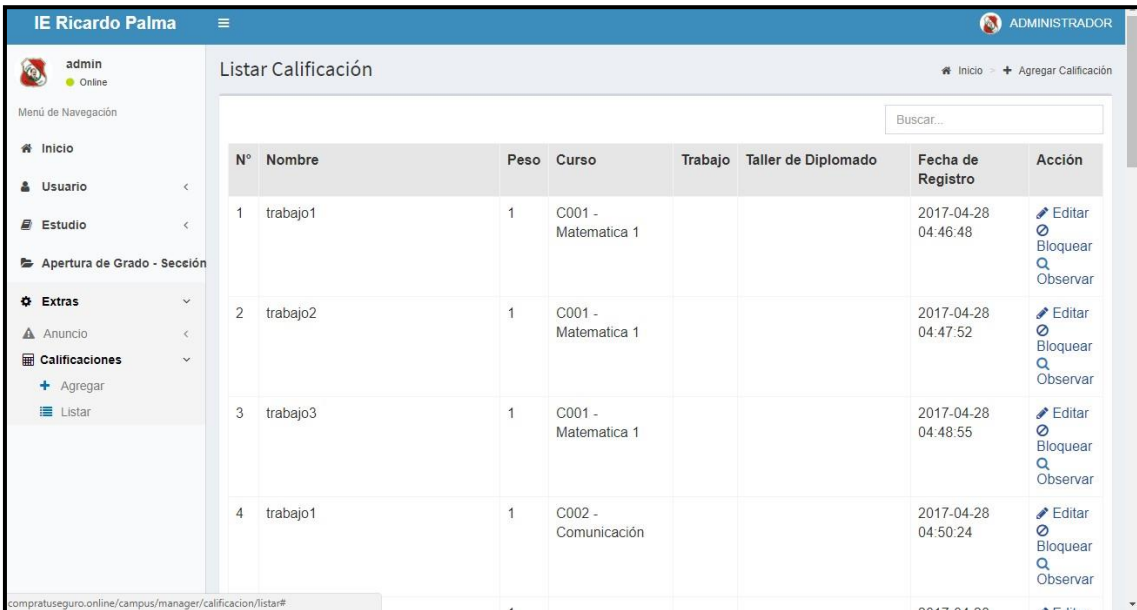 IE Ricardo Palma
ADMINISTRADOR
admin
Online
Menú de Navegación
Inicio
Usuario
Estudio
Apertura de Grado - Sección
Extras
Anuncio
Calificaciones
Agregar
Listar
Listar Calificación
Inicio > + Agregar Calificación
Buscar...
N° Nombre Peso Curso Trabajo Taller de Diplomado Fecha de Acción
Registro
1 trabajo1 1 C001 - 2017-04-28 Editar
Matematica 1 04:46:48
Bloquear
Observar
2 trabajo2 1 C001 - 2017-04-28 Editar
Matematica 1 04:47:52
Bloquear
Observar
3 trabajo3 1 C001 - 2017-04-28 Editar
Matematica 1 04:48:55
Bloquear
Observar
4 trabajo1 1 C002 - 2017-04-28 Editar
Comunicación 04:50:24
Bloquear
Observar
compratuseguro.online/campus/manager/calificacion/listar#